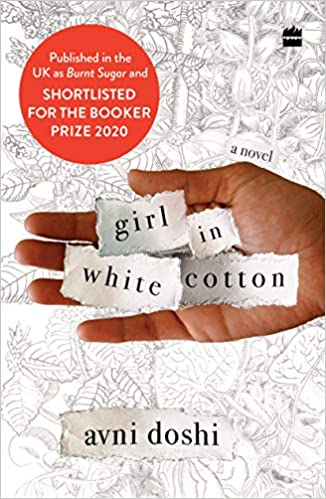 Published in the
UK as Burnt Sugar and
SHORTLISTED
FOR THE BOOKER
PRIZE 2020
a novel
girl in
white cotton
avni doshi